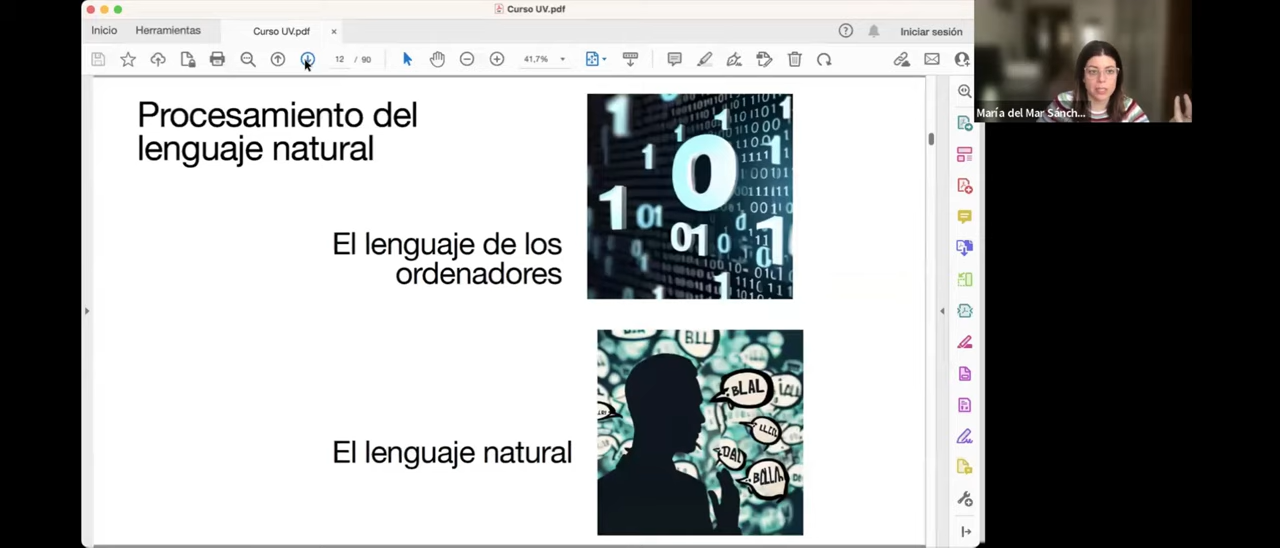 Curso UV.pdf
Inicio
Herramientas
Curso UV.pdf
Iniciar sesión
12 / 90
41,7%
María del Mar Sánch...
Procesamiento del
lenguaje natural
El lenguaje de los
ordenadores
El lenguaje natural
BLAL